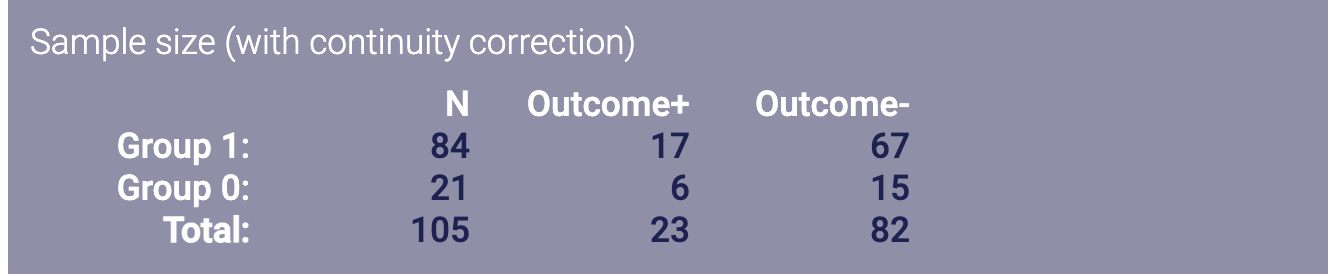 Sample size (with continuity correction)
N Outcome+ Outcome-
Group 1: 84 17 67
Group 0: 21 6 15
Total: 105 23 82